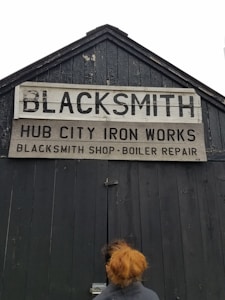 BLACKSMITH
HUB CITY IRON WORKS
BLACKSMITH SHOP · BOILER REPAIR